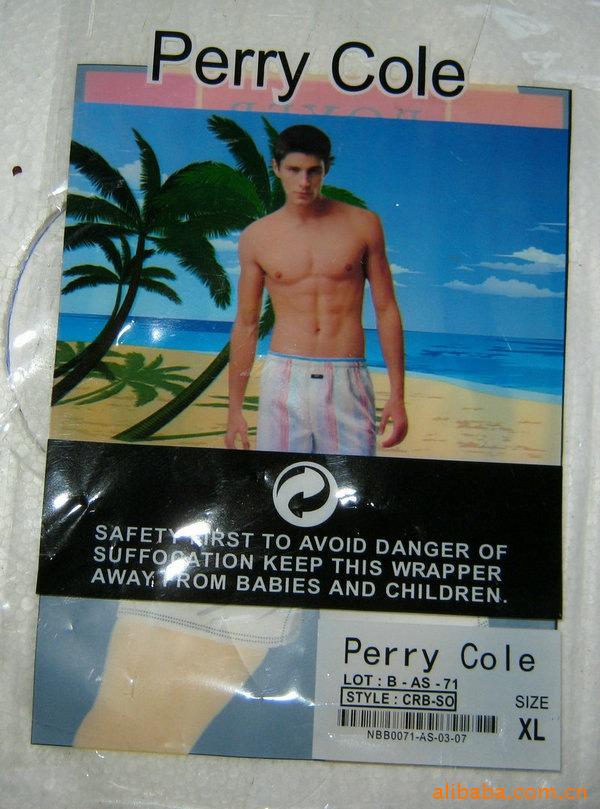 Perry Cole
BOXER
SAFETY FIRST TO AVOID DANGER OF
SUFFOCATION KEEP THIS WRAPPER
AWAY FROM BABIES AND CHILDREN.
Perry Cole
LOT : B - AS - 71
STYLE : CRB-SO
SIZE
XL
NBB0071-AS-03-07
alibaba.com.cn